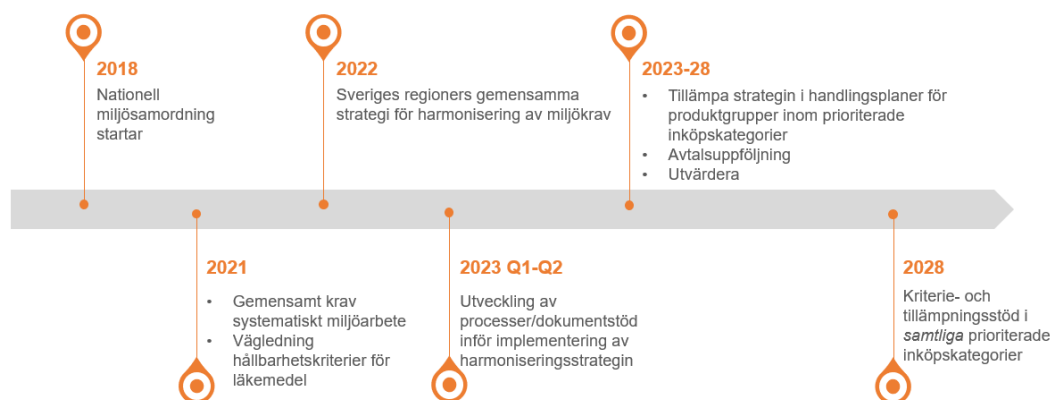 2018
Nationell
miljösamordning
startar
2022
Sveriges regioners gemensamma
strategi för harmonisering av miljökrav
2023-28
• Tillämpa strategin i handlingsplaner för
produktgrupper inom prioriterade
inköpskategorier
• Avtalsuppföljning
• Utvärdera
2021
• Gemensamt krav
systematiskt miljöarbete
• Vägledning
hållbarhetskriterier för
läkemedel
2023 Q1-Q2
Utveckling av
processer/dokumentstöd
inför implementering av
harmoniseringsstrategin
2028
Kriterie- och
tillämpningsstöd i
samtliga prioriterade
inköpskategorier